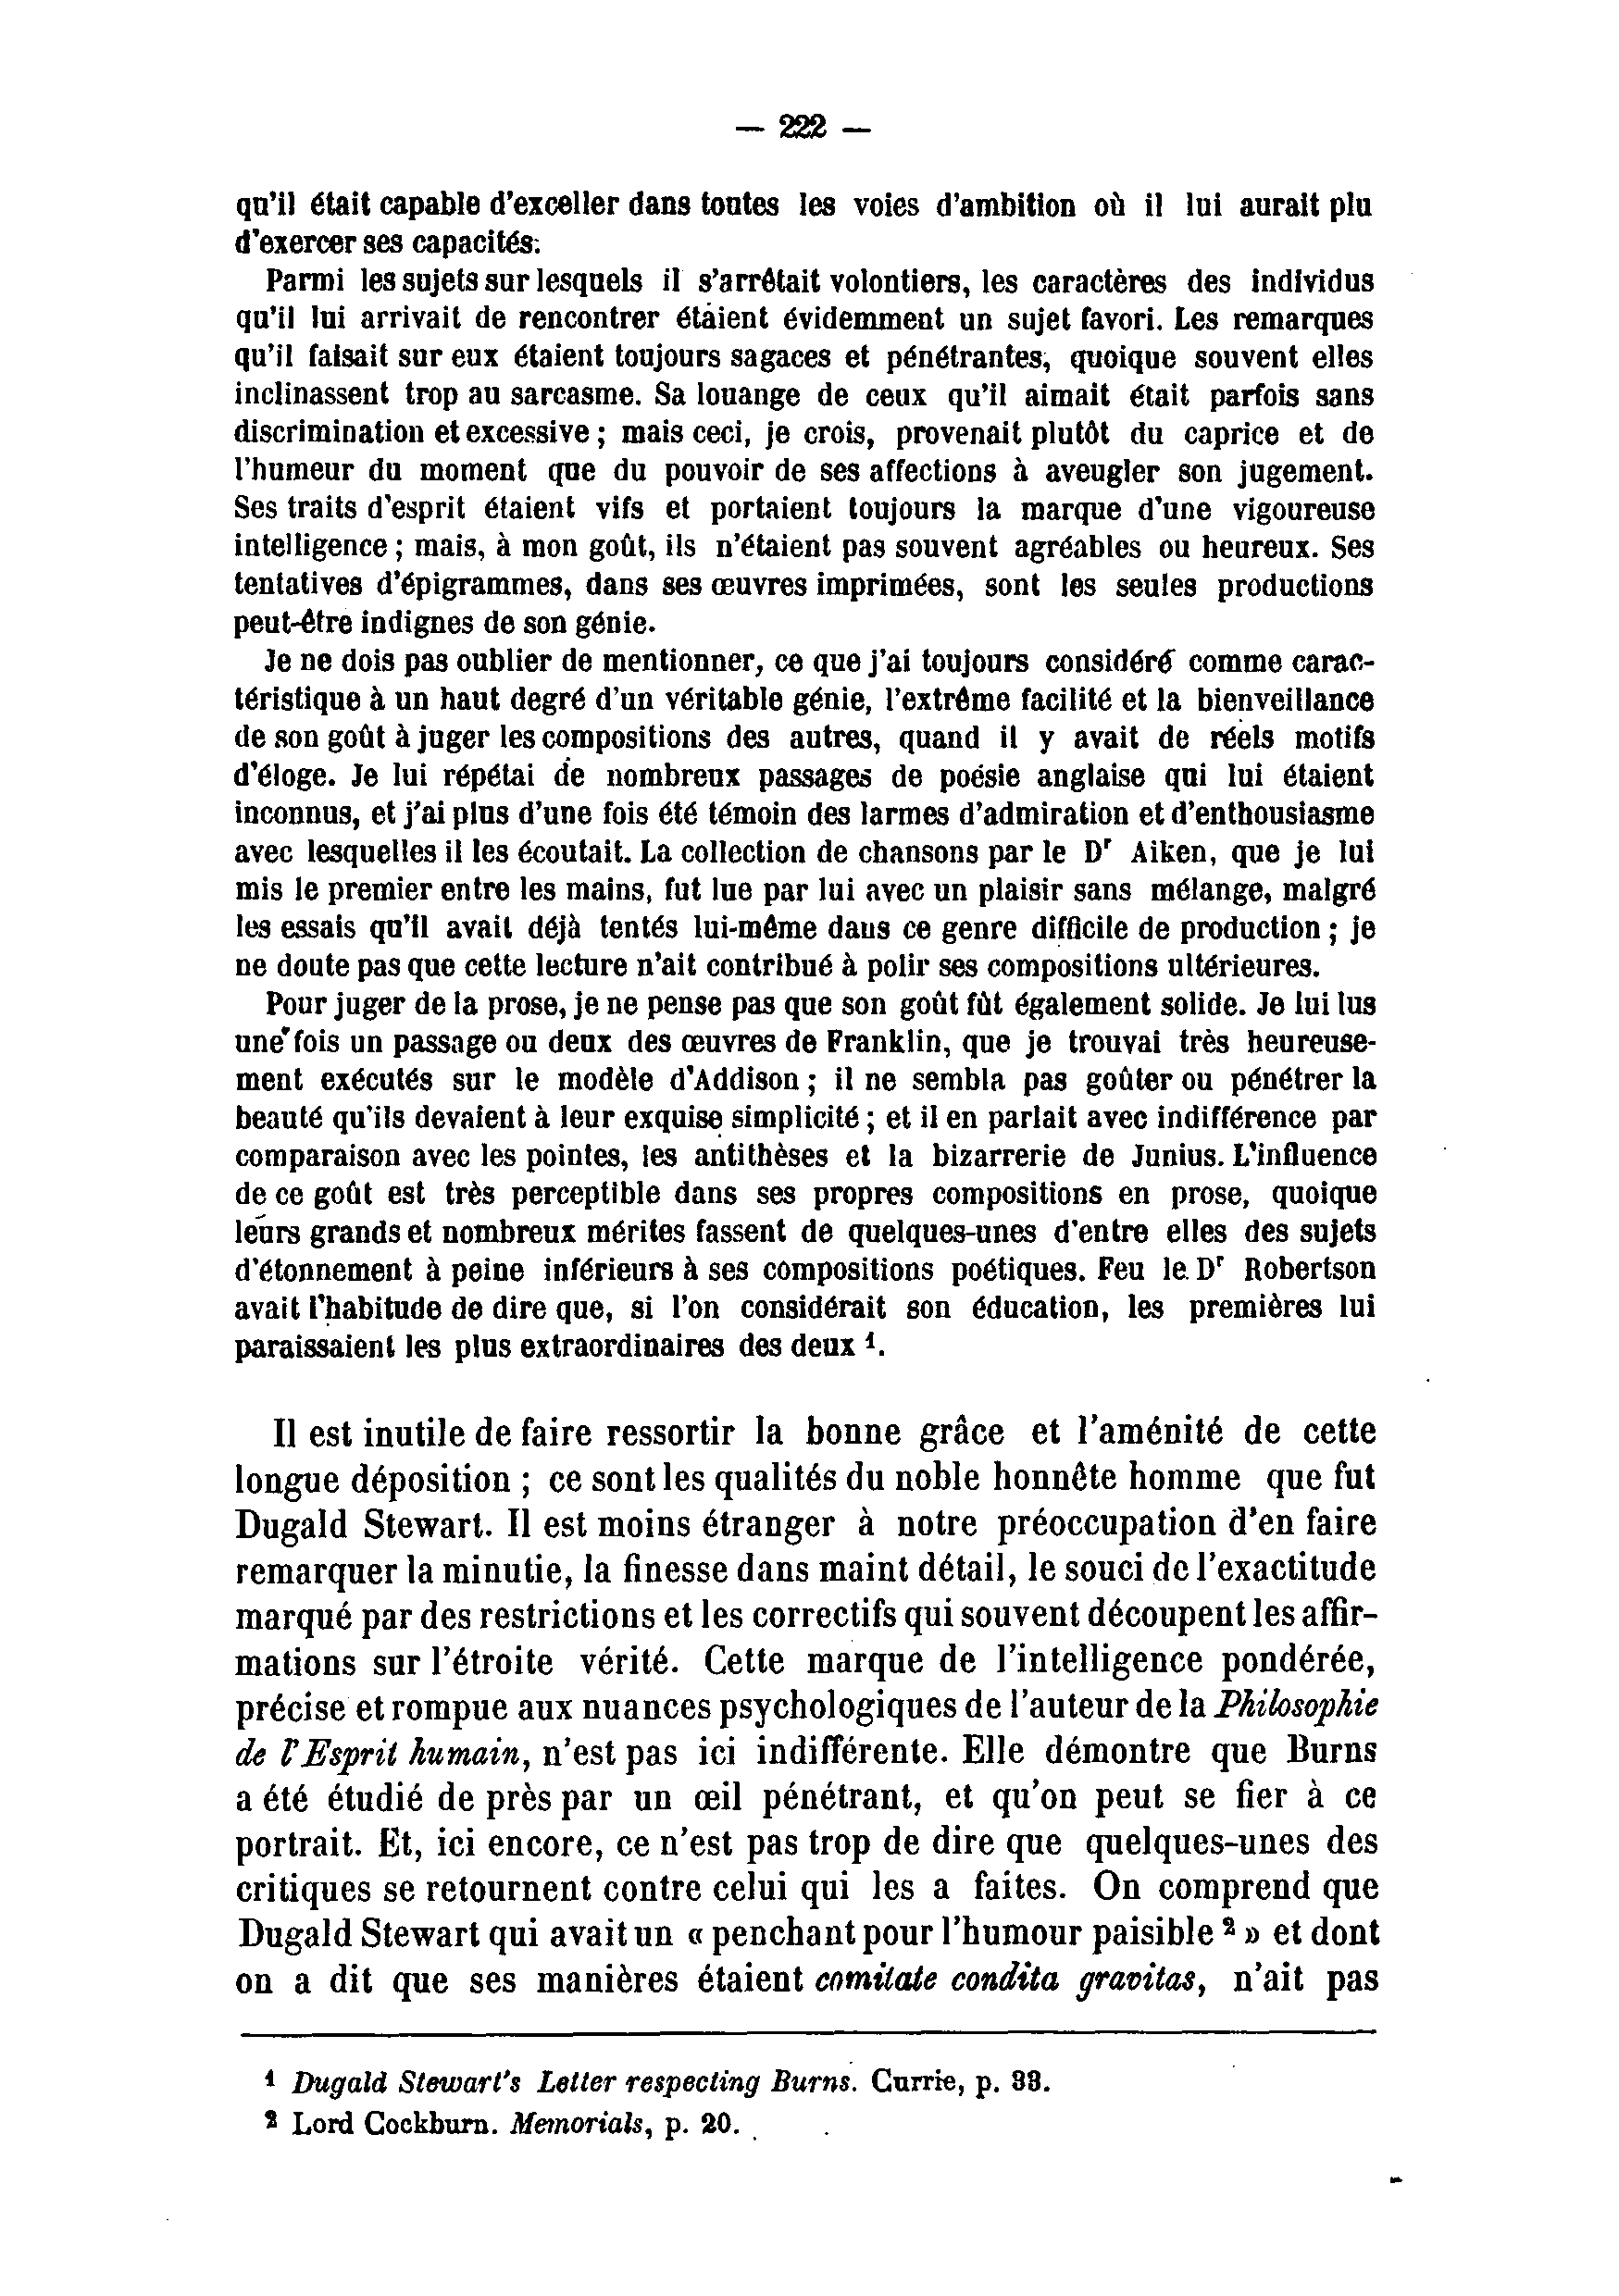 — 222 —
qu'il était capable d'exceller dans toutes les voies d'ambition où il lui aurait plu
d'exercer ses capacités.
Parmi les sujets sur lesquels il s'arrêtait volontiers, les caractères des individus
qu'il lui arrivait de rencontrer étaient évidemment un sujet favori. Les remarques
qu'il faisait sur eux étaient toujours sagaces et pénétrantes, quoique souvent elles
inclinassent trop au sarcasme. Sa louange de ceux qu'il aimait était parfois sans
discrimination et excessive ; mais ceci, je crois, provenait plutôt du caprice et de
l'humeur du moment que du pouvoir de ses affections à aveugler son jugement.
Ses traits d'esprit étaient vifs et portaient toujours la marque d'une vigoureuse
intelligence ; mais, à mon goût, ils n'étaient pas souvent agréables ou heureux. Ses
tentatives d'épigrammes, dans ses œuvres imprimées, sont les seules productions
peut-être indignes de son génie.
Je ne dois pas oublier de mentionner, ce que j'ai toujours considéré comme carac-
téristique à un haut degré d'un véritable génie, l'extrême facilité et la bienveillance
de son goût à juger les compositions des autres, quand il y avait de réels motifs
d'éloge. Je lui répétai de nombreux passages de poésie anglaise qui lui étaient
inconnus, et j'ai plus d'une fois été témoin des larmes d'admiration et d'enthousiasme
avec lesquelles il les écoutait. La collection de chansons par le Dr Aiken, que je lui
mis le premier entre les mains, fut lue par lui avec un plaisir sans mélange, malgré
les essais qu'il avait déjà tentés lui-même dans ce genre difficile de production ; je
ne doute pas que cette lecture n'ait contribué à polir ses compositions ultérieures.
Pour juger de la prose, je ne pense pas que son goût fût également solide. Je lui lus
une fois un passage ou deux des œuvres de Franklin, que je trouvai très heureuse-
ment exécutés sur le modèle d'Addison ; il ne sembla pas goûter ou pénétrer la
beauté qu'ils devaient à leur exquise simplicité ; et il en parlait avec indifférence par
comparaison avec les pointes, les antithèses et la bizarrerie de Junius. L'influence
de ce goût est très perceptible dans ses propres compositions en prose, quoique
leurs grands et nombreux mérites fassent de quelques-unes d'entre elles des sujets
d'étonnement à peine inférieurs à ses compositions poétiques. Feu le Dr Robertson
avait l'habitude de dire que, si l'on considérait son éducation, les premières lui
paraissaient les plus extraordinaires des deux 1.
Il est inutile de faire ressortir la bonne grâce et l'aménité de cette
longue déposition ; ce sont les qualités du noble honnête homme que fut
Dugald Stewart. Il est moins étranger à notre préoccupation d'en faire
remarquer la minutie, la finesse dans maint détail, le souci de l'exactitude
marqué par des restrictions et les correctifs qui souvent découpent les affir-
mations sur l'étroite vérité. Cette marque de l'intelligence pondérée,
précise et rompue aux nuances psychologiques de l'auteur de la Philosophie
de l'Esprit humain, n'est pas ici indifférente. Elle démontre que Burns
a été étudié de près par un œil pénétrant, et qu'on peut se fier à ce
portrait. Et, ici encore, ce n'est pas trop de dire que quelques-unes des
critiques se retournent contre celui qui les a faites. On comprend que
Dugald Stewart qui avait un « penchant pour l'humour paisible 2 » et dont
on a dit que ses manières étaient comitate condita gravitas, n'ait pas
1 Dugald Stewart's Letter respecting Burns. Currie, p. 33.
2 Lord Cockburn. Memorials, p. 20.